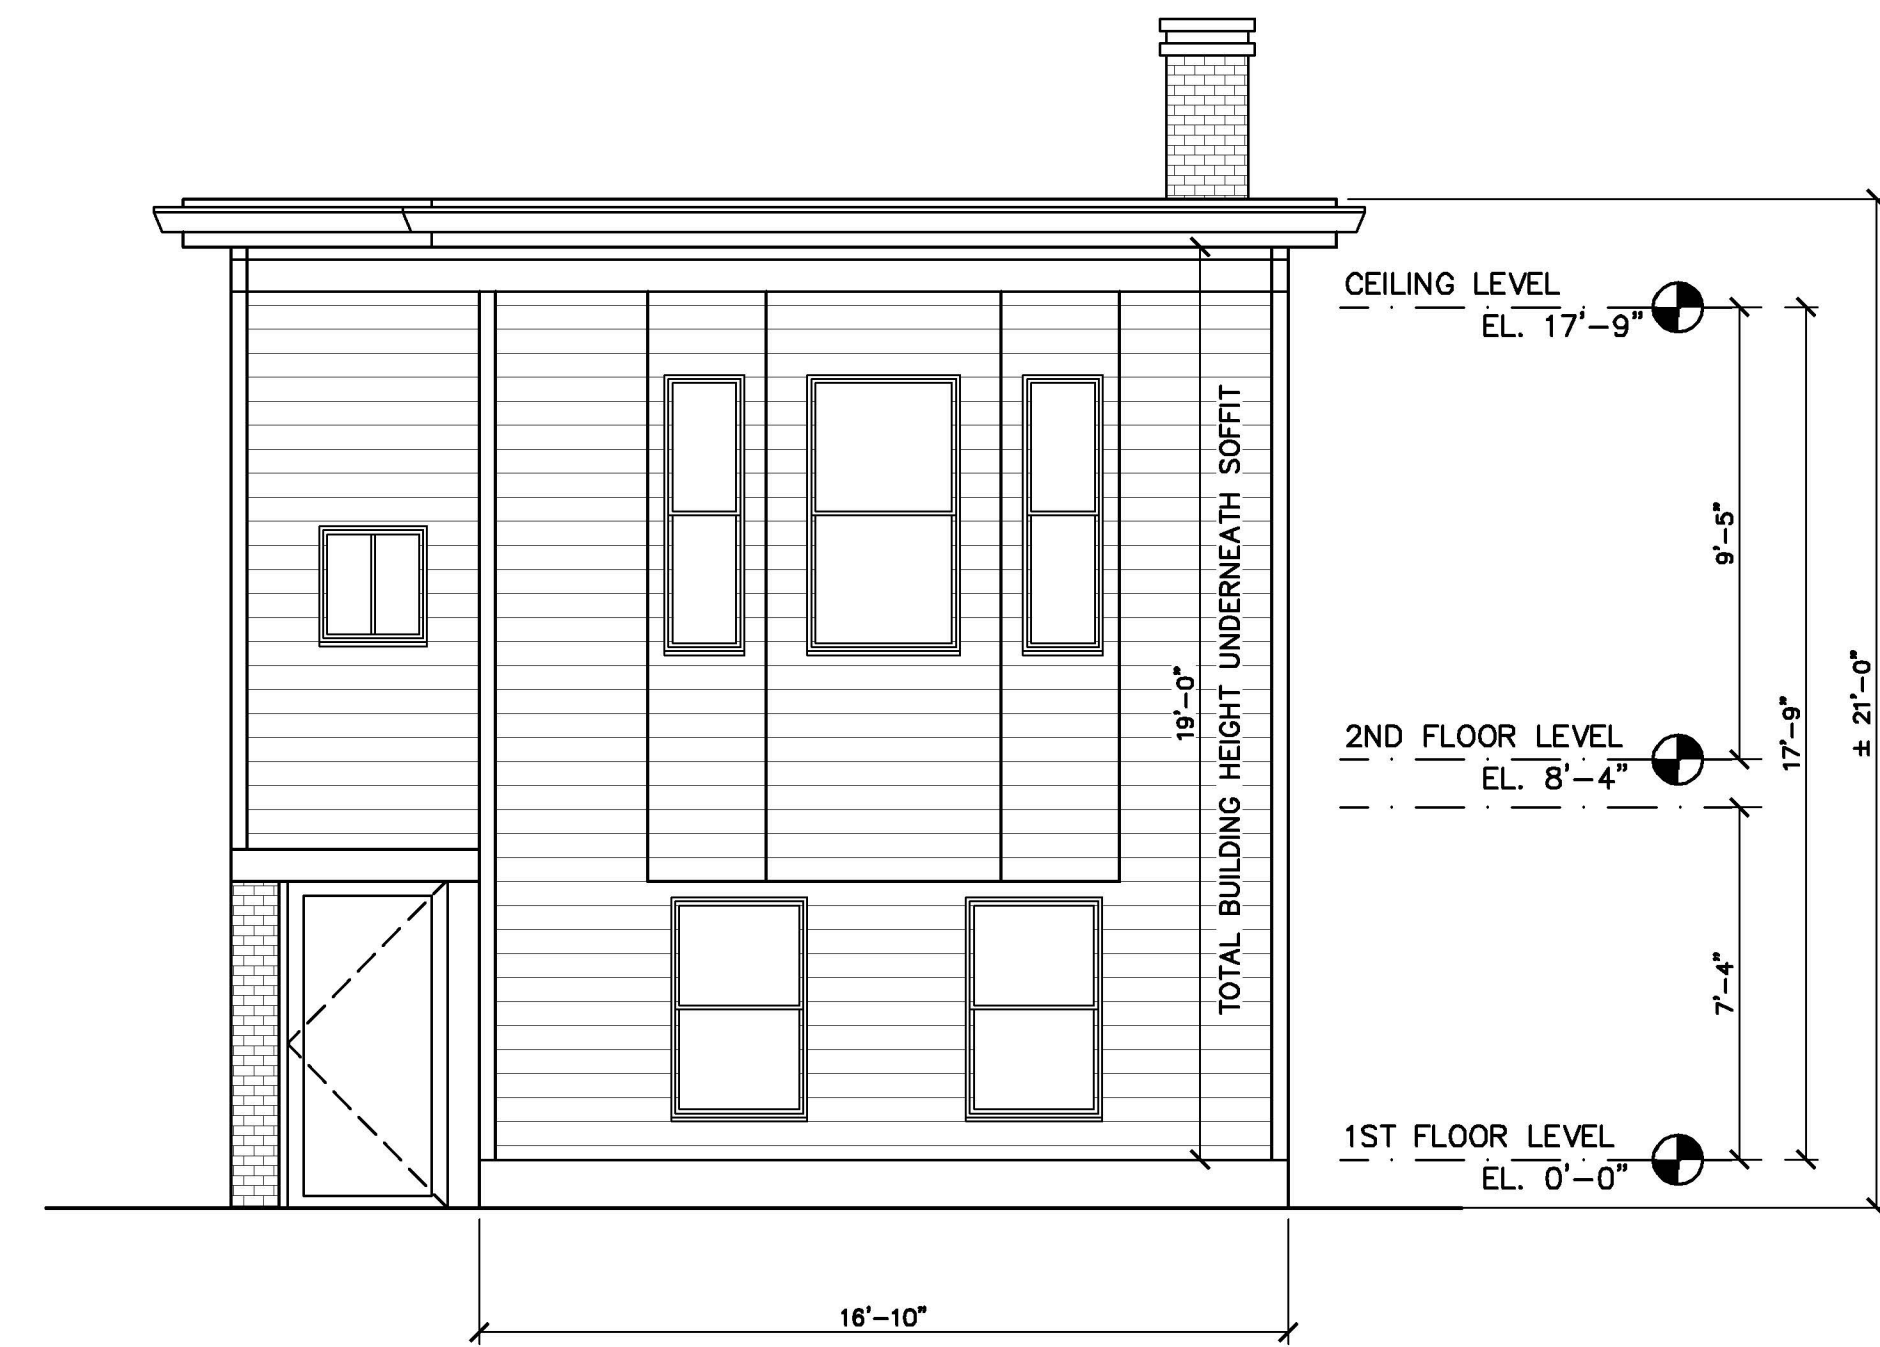 CEILING LEVEL
EL. 17'-9"
9'-5"
TOTAL BUILDING HEIGHT UNDERNEATH SOFFIT
19'-0"
± 21'-0"
17'-9"
2ND FLOOR LEVEL
EL. 8'-4"
7'-4"
1ST FLOOR LEVEL
EL. 0'-0"
16'-10"